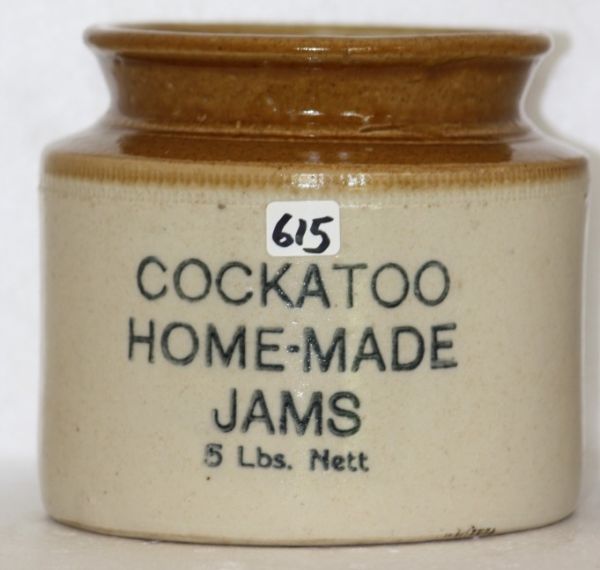 615
COCKATOO
HOME-MADE
JAMS
5 Lbs. Nett